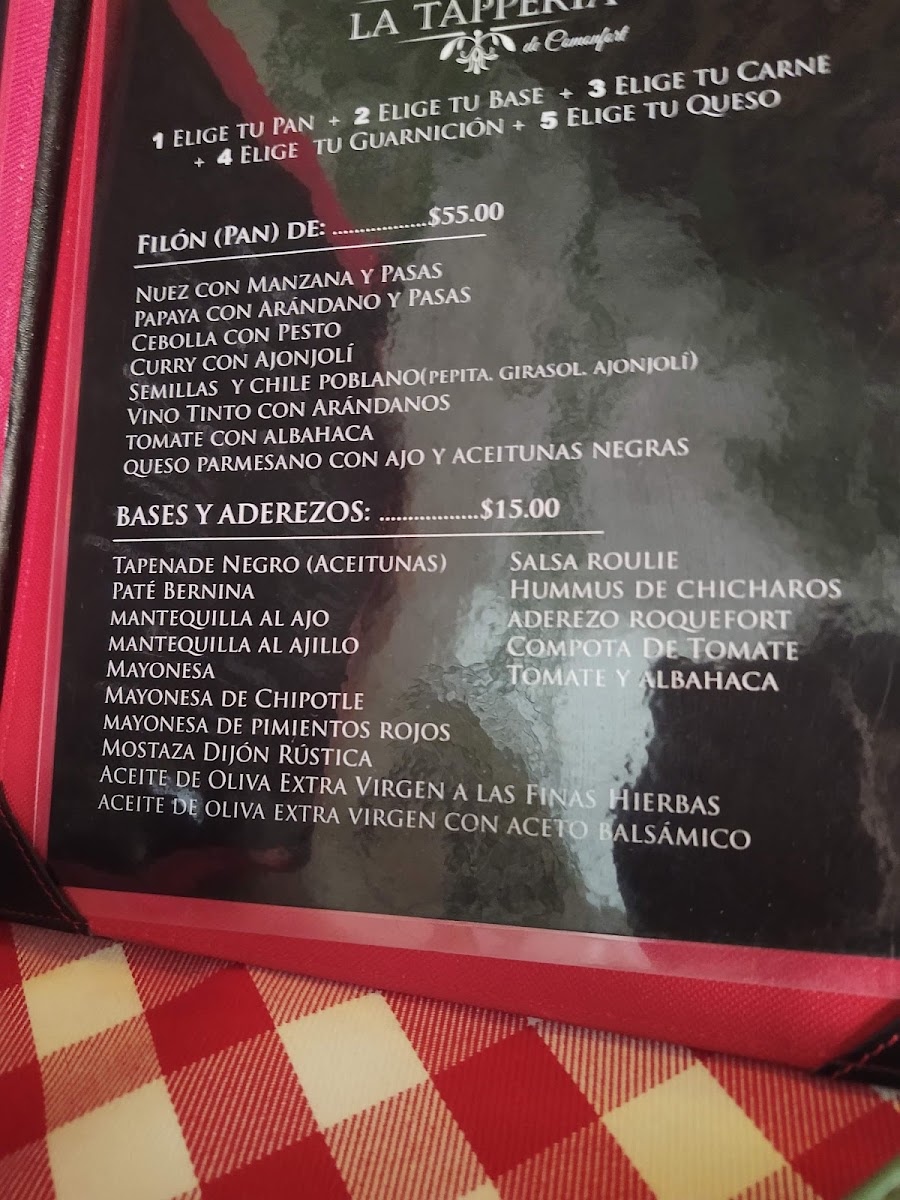 LA TAPPERIA
de Comonfort
1 ELIGE TU PAN + 2 ELIGE TU BASE + 3 ELIGE TU CARNE
+ 4 ELIGE TU GUARNICIÓN + 5 ELIGE TU QUESO
FILÓN (PAN) DE: .................$55.00
NUEZ CON MANZANA Y PASAS
PAPAYA CON ARÁNDANO Y PASAS
CEBOLLA CON PESTO
CURRY CON AJONJOLÍ
SEMILLAS Y CHILE POBLANO(PEPITA. GIRASOL. AJONJOLÍ)
VINO TINTO CON ARÁNDANOS
TOMATE CON ALBAHACA
QUESO PARMESANO CON AJO Y ACEITUNAS NEGRAS
BASES Y ADEREZOS: .................$15.00
TAPENADE NEGRO (ACEITUNAS)
PATÉ BERNINA
MANTEQUILLA AL AJO
MANTEQUILLA AL AJILLO
MAYONESA
MAYONESA DE CHIPOTLE
MAYONESA DE PIMIENTOS ROJOS
MOSTAZA DIJÓN RÚSTICA
ACEITE DE OLIVA EXTRA VIRGEN A LAS FINAS HIERBAS
ACEITE DE OLIVA EXTRA VIRGEN CON ACETO BALSÁMICO
SALSA ROULIE
HUMMUS DE CHICHAROS
ADEREZO ROQUEFORT
COMPOTA DE TOMATE
TOMATE Y ALBAHACA